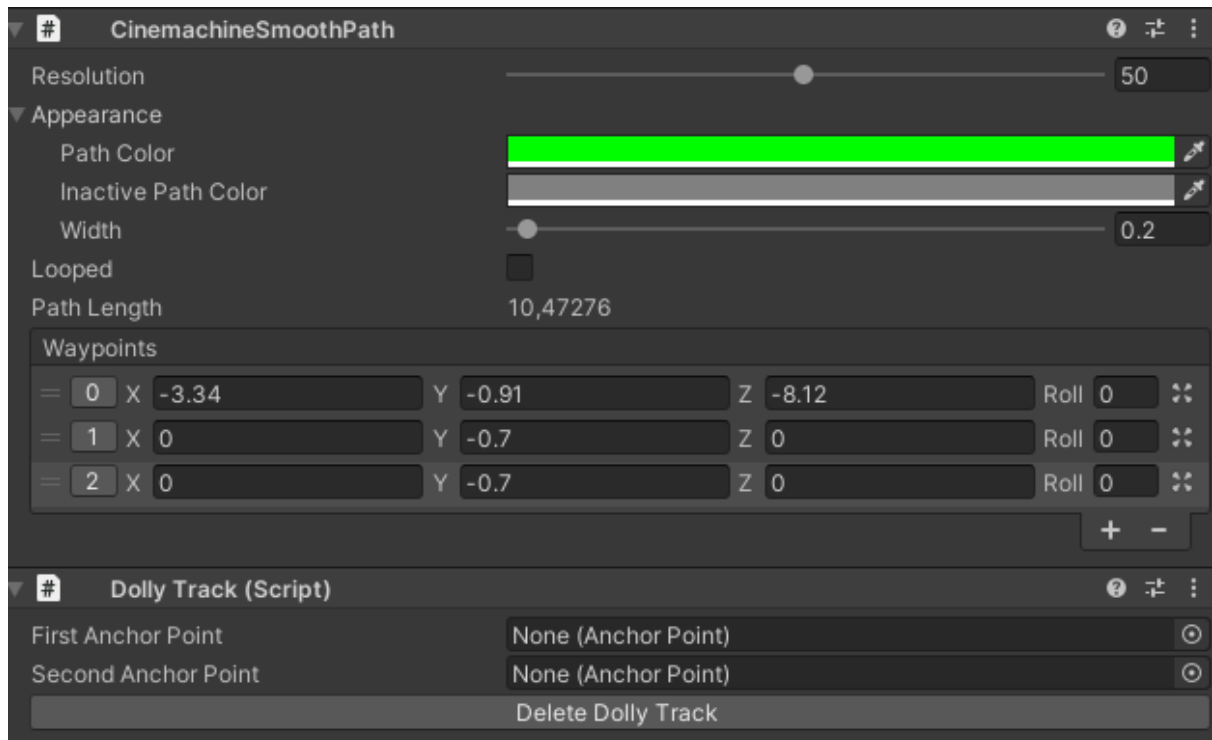 # CinemachineSmoothPath
Resolution 50
Appearance
Path Color
Inactive Path Color
Width 0.2
Looped
Path Length 10,47276
Waypoints
0 X -3.34 Y -0.91 Z -8.12 Roll 0
1 X 0 Y -0.7 Z 0 Roll 0
2 X 0 Y -0.7 Z 0 Roll 0
+ −
# Dolly Track (Script)
First Anchor Point None (Anchor Point)
Second Anchor Point None (Anchor Point)
Delete Dolly Track